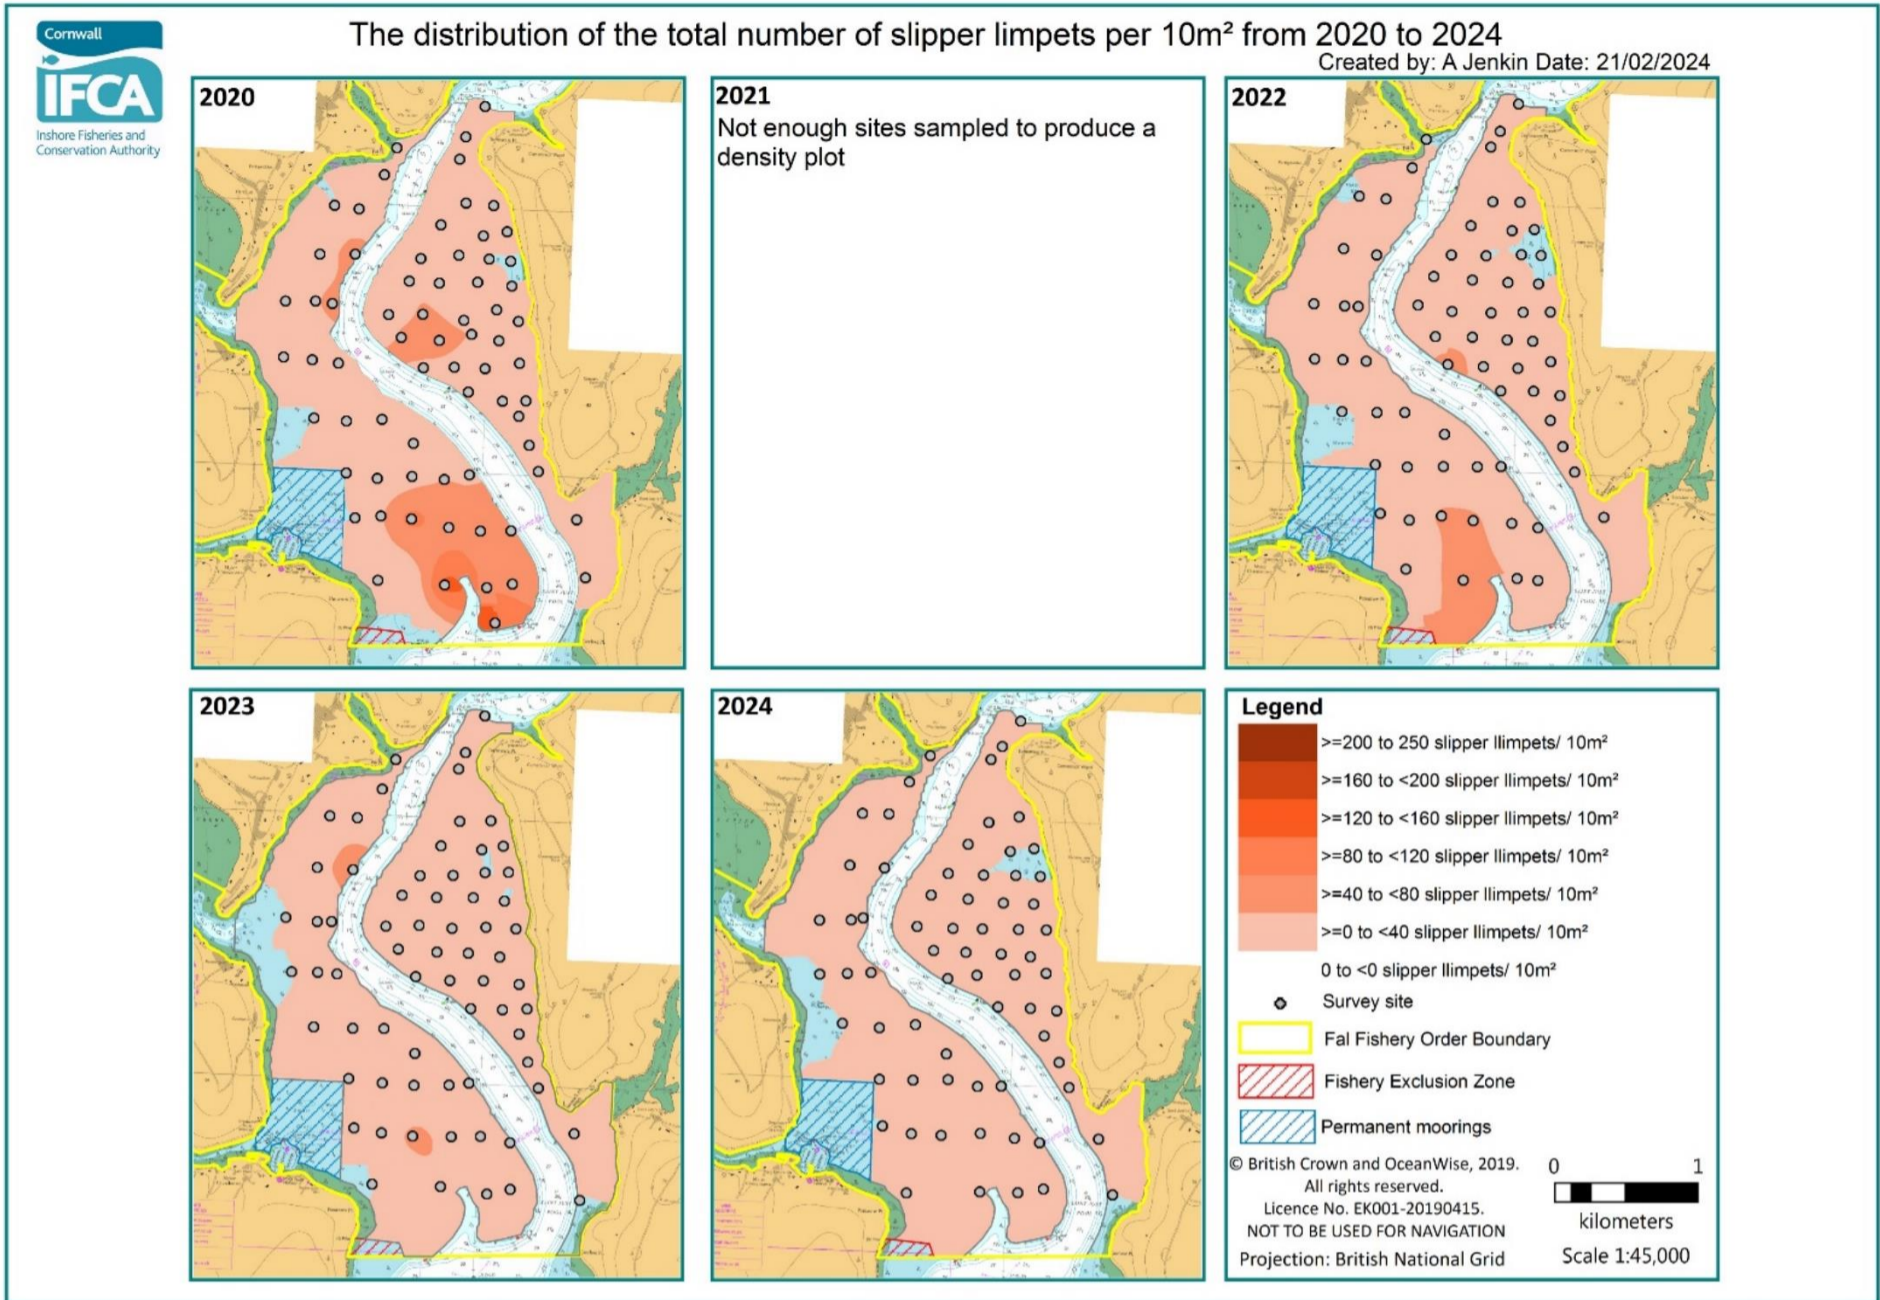 Cornwall
IFCA
Inshore Fisheries and
Conservation Authority
The distribution of the total number of slipper limpets per 10m² from 2020 to 2024
Created by: A Jenkin Date: 21/02/2024
2020
2021
Not enough sites sampled to produce a
density plot
2022
2023
2024
Legend
>=200 to 250 slipper llimpets/ 10m²
>=160 to <200 slipper llimpets/ 10m²
>=120 to <160 slipper llimpets/ 10m²
>=80 to <120 slipper llimpets/ 10m²
>=40 to <80 slipper llimpets/ 10m²
>=0 to <40 slipper llimpets/ 10m²
0 to <0 slipper llimpets/ 10m²
Survey site
Fal Fishery Order Boundary
Fishery Exclusion Zone
Permanent moorings
© British Crown and OceanWise, 2019.
All rights reserved.
Licence No. EK001-20190415.
NOT TO BE USED FOR NAVIGATION
Projection: British National Grid
0 1
kilometers
Scale 1:45,000